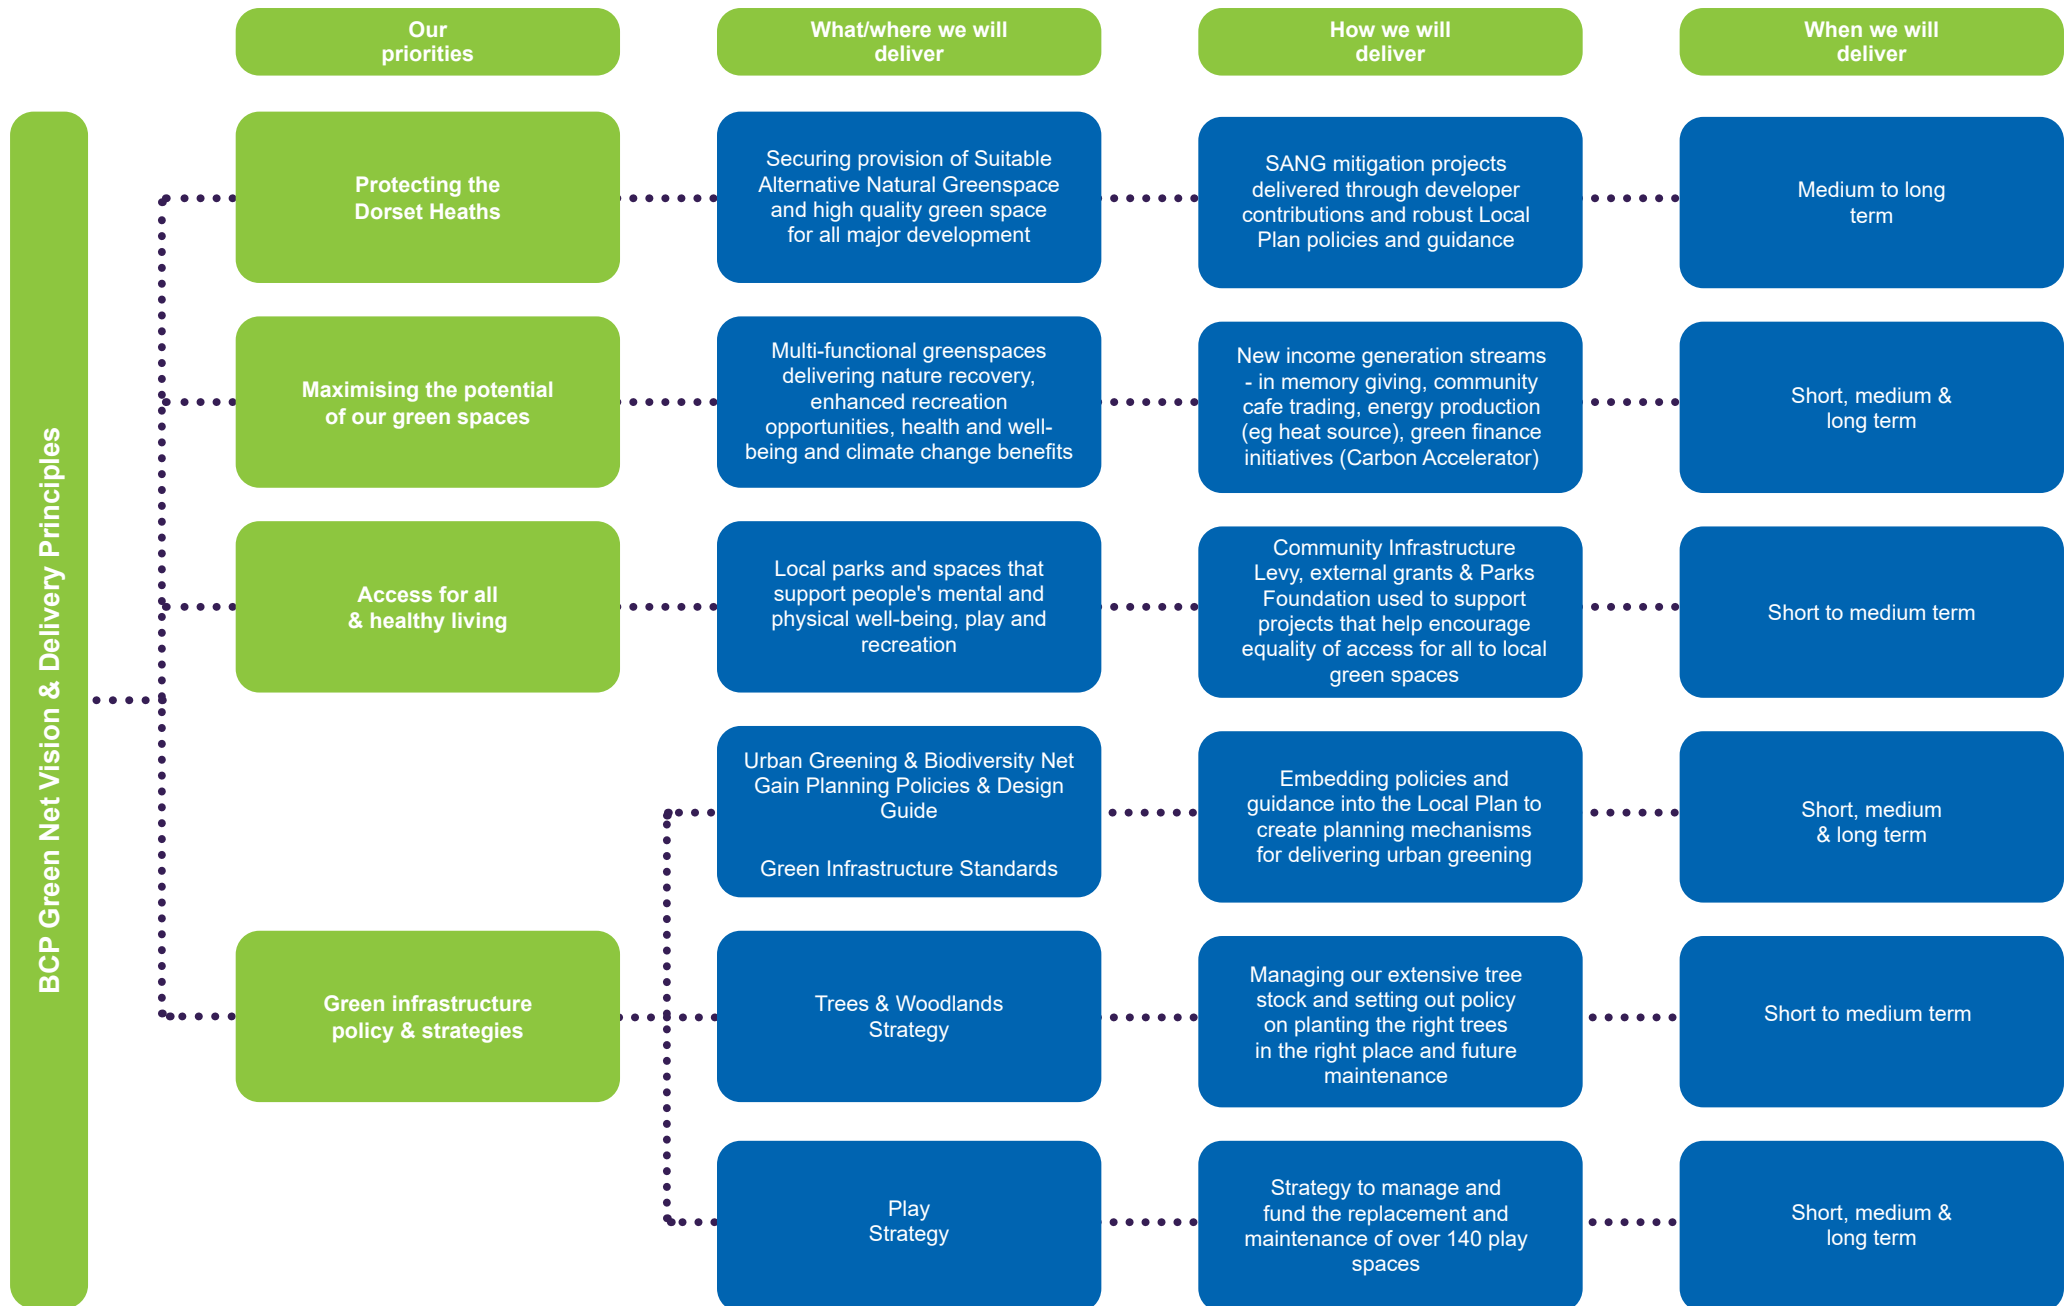 Our
priorities
What/where we will
deliver
How we will
deliver
When we will
deliver
BCP Green Net Vision & Delivery Principles
Protecting the
Dorset Heaths
Securing provision of Suitable
Alternative Natural Greenspace
and high quality green space
for all major development
SANG mitigation projects
delivered through developer
contributions and robust Local
Plan policies and guidance
Medium to long
term
Maximising the potential
of our green spaces
Multi-functional greenspaces
delivering nature recovery,
enhanced recreation
opportunities, health and well-
being and climate change benefits
New income generation streams
- in memory giving, community
cafe trading, energy production
(eg heat source), green finance
initiatives (Carbon Accelerator)
Short, medium &
long term
Access for all
& healthy living
Local parks and spaces that
support people's mental and
physical well-being, play and
recreation
Community Infrastructure
Levy, external grants & Parks
Foundation used to support
projects that help encourage
equality of access for all to local
green spaces
Short to medium term
Green infrastructure
policy & strategies
Urban Greening & Biodiversity Net
Gain Planning Policies & Design
Guide
Green Infrastructure Standards
Embedding policies and
guidance into the Local Plan to
create planning mechanisms
for delivering urban greening
Short, medium
& long term
Trees & Woodlands
Strategy
Managing our extensive tree
stock and setting out policy
on planting the right trees
in the right place and future
maintenance
Short to medium term
Play
Strategy
Strategy to manage and
fund the replacement and
maintenance of over 140 play
spaces
Short, medium &
long term